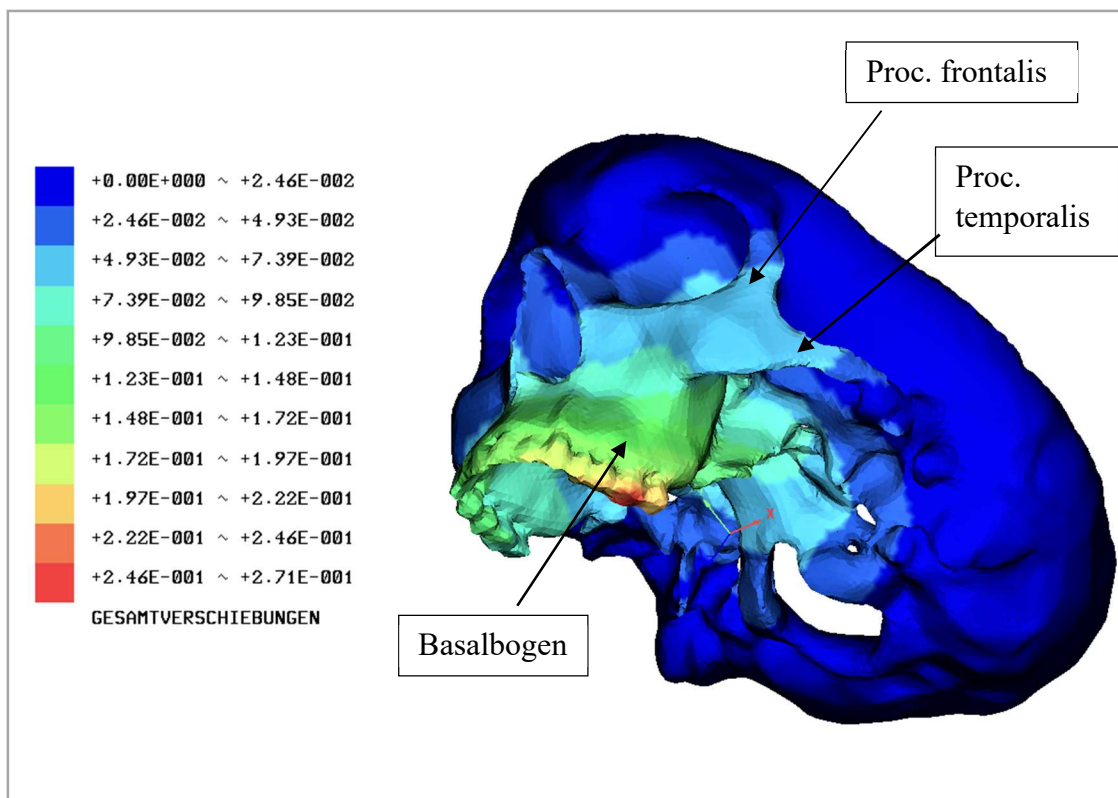 Proc. frontalis
Proc.
temporalis
+0.00E+000 ~ +2.46E-002
+2.46E-002 ~ +4.93E-002
+4.93E-002 ~ +7.39E-002
+7.39E-002 ~ +9.85E-002
+9.85E-002 ~ +1.23E-001
+1.23E-001 ~ +1.48E-001
+1.48E-001 ~ +1.72E-001
+1.72E-001 ~ +1.97E-001
+1.97E-001 ~ +2.22E-001
+2.22E-001 ~ +2.46E-001
+2.46E-001 ~ +2.71E-001
GESAMTVERSCHIEBUNGEN
X
Basalbogen